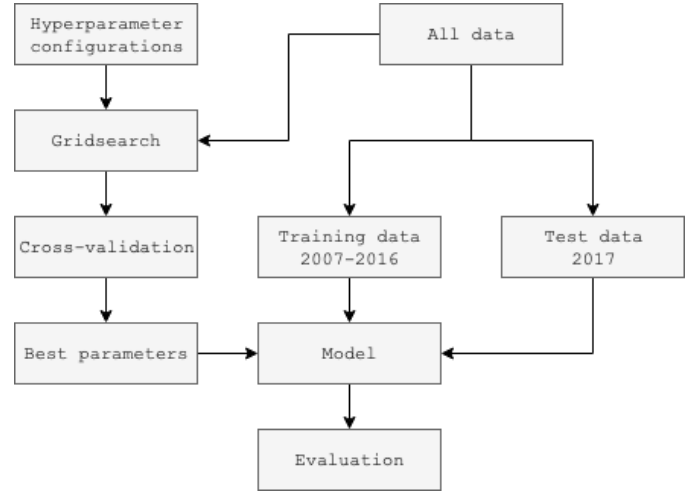 Hyperparameter
configurations
All data
Gridsearch
Cross-validation
Training data
2007-2016
Test data
2017
Best parameters
Model
Evaluation